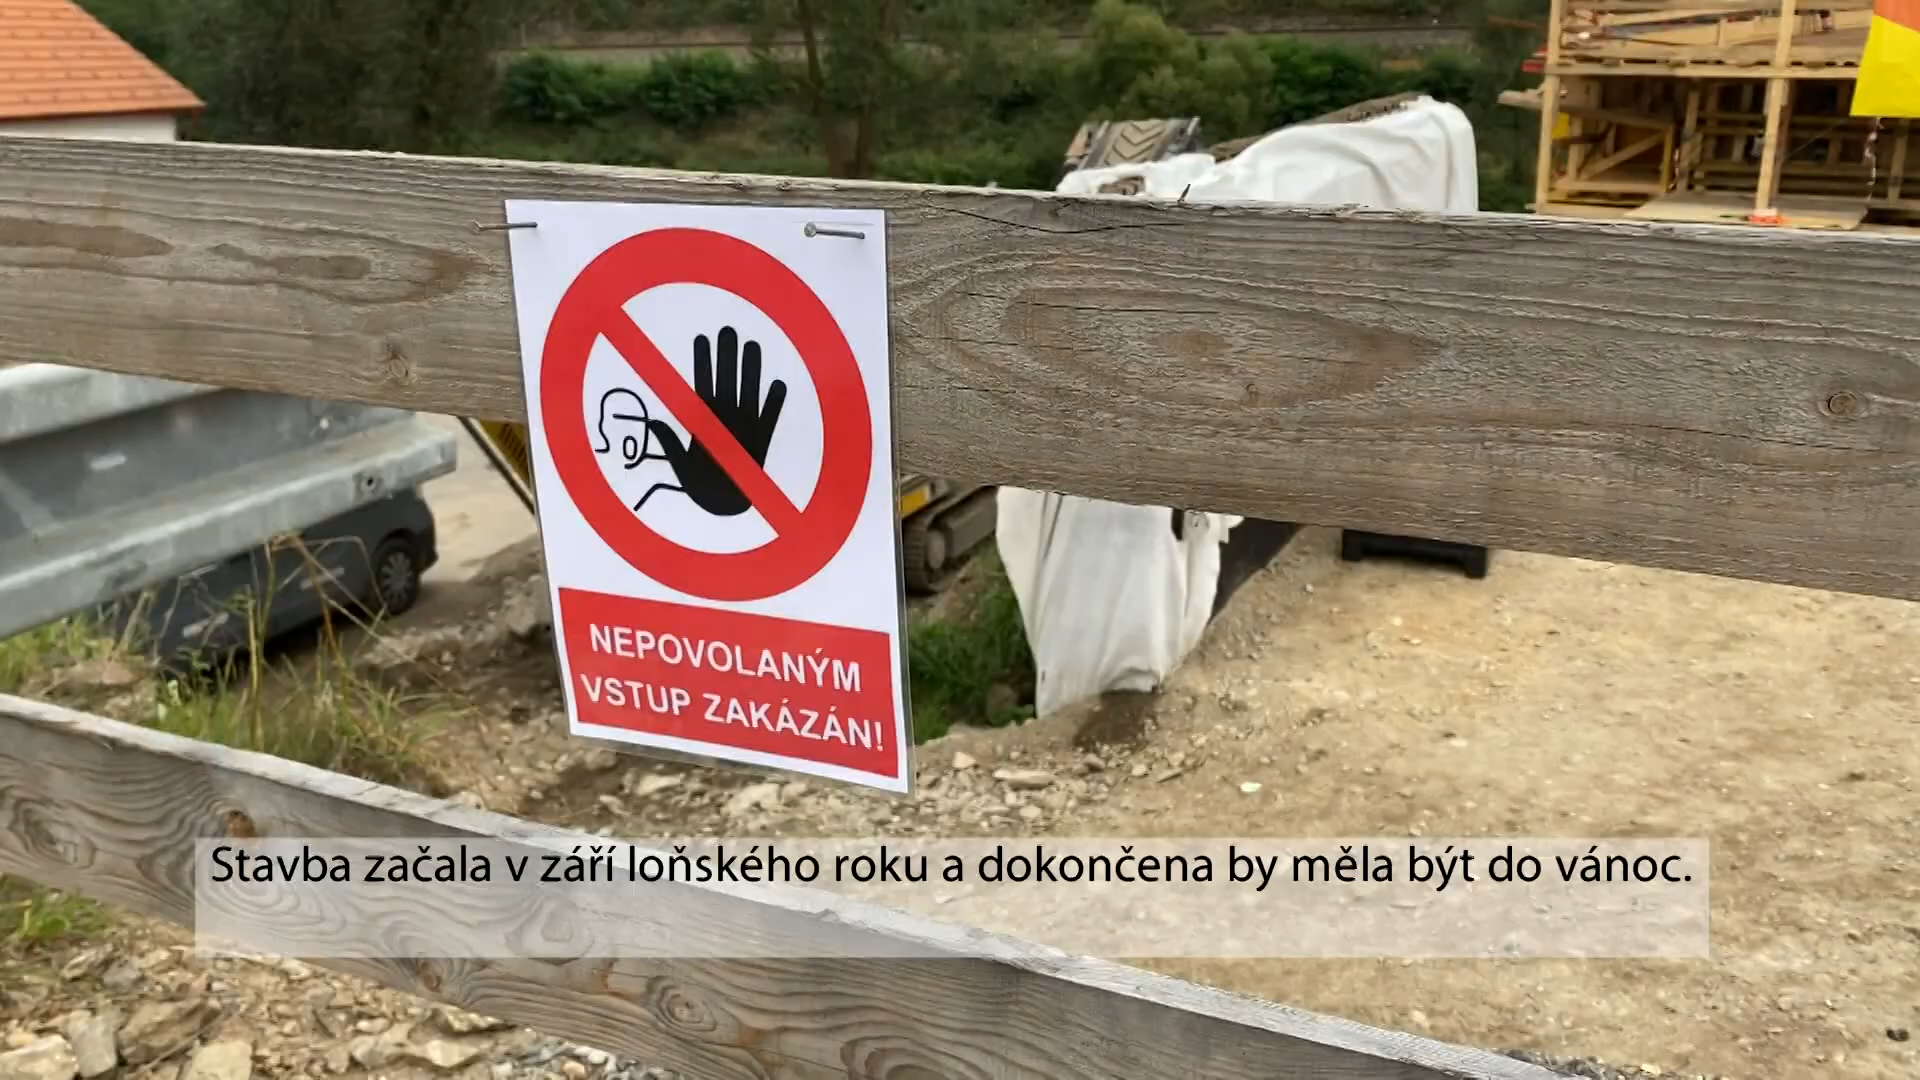 NEPOVOLANÝM
VSTUP ZAKÁZÁN!
Stavba začala v září loňského roku a dokončena by měla být do vánoc.